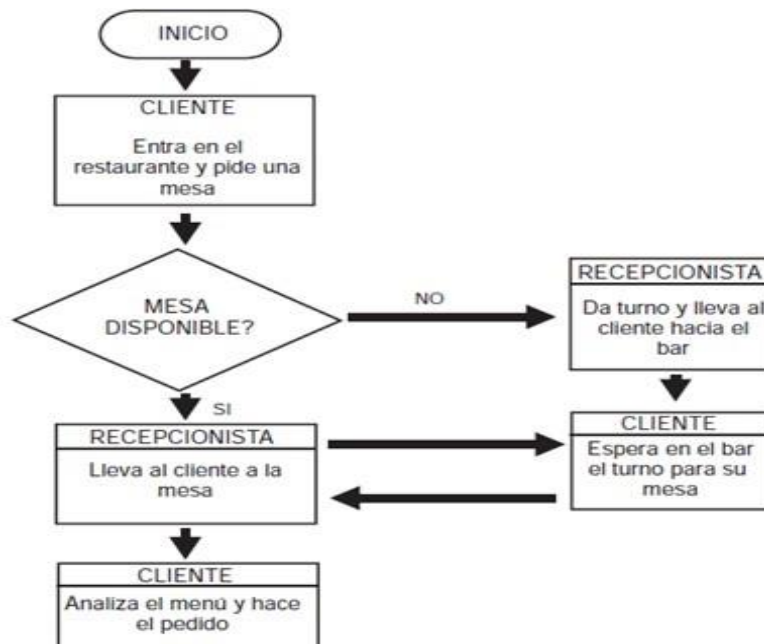 INICIO
CLIENTE
Entra en el
restaurante y pide una
mesa
MESA
DISPONIBLE?
NO
RECEPCIONISTA
Da turno y lleva al
cliente hacia el
bar
SI
RECEPCIONISTA
Lleva al cliente a la
mesa
CLIENTE
Espera en el bar
el turno para su
mesa
CLIENTE
Analiza el menú y hace
el pedido